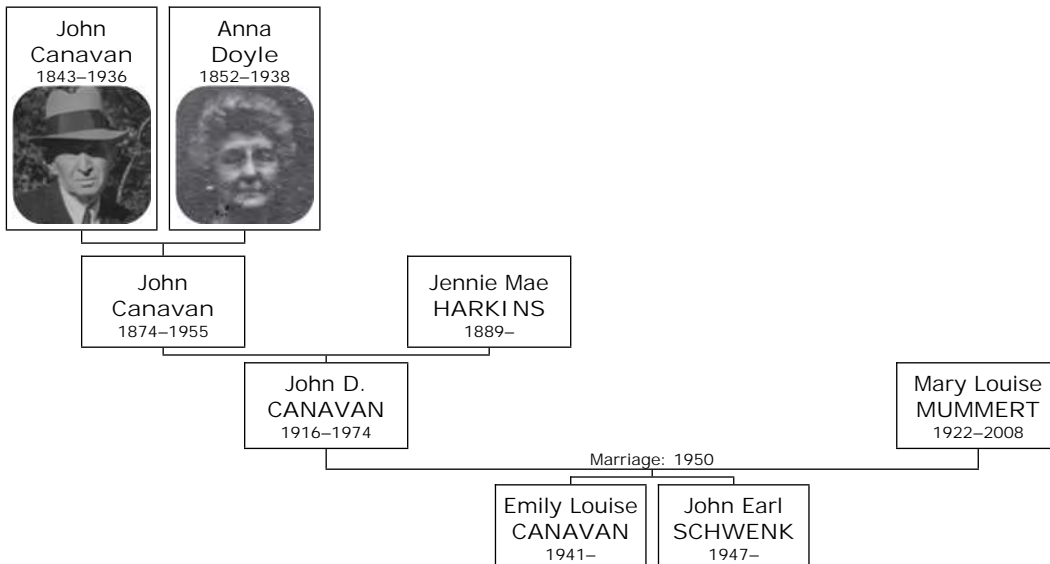 John
Canavan
1843–1936
Anna
Doyle
1852–1938
John
Canavan
1874–1955
Jennie Mae
HARKINS
1889–
John D.
CANAVAN
1916–1974
Mary Louise
MUMMERT
1922–2008
Marriage: 1950
Emily Louise
CANAVAN
1941–
John Earl
SCHWENK
1947–